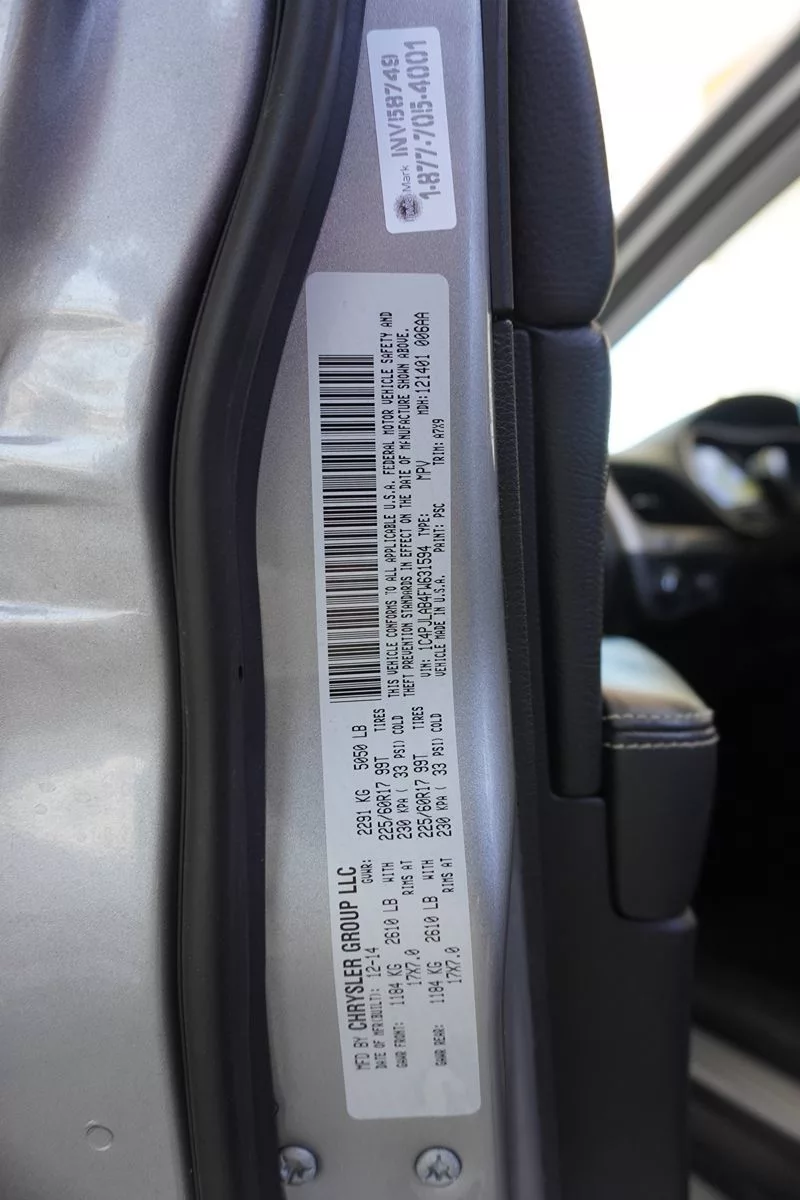 Mark INV158749
1-877-705-4001
MFD BY CHRYSLER GROUP LLC
DATE OF MFR(BUILT): 12-14 GVWR: 2291 KG 5050 LB
GAWR FRONT: 1184 KG 2610 LB WITH 225/60R17 99T TIRES
17X7.0 RIMS AT 230 KPA ( 33 PSI) COLD
GAWR REAR: 1184 KG 2610 LB WITH 225/60R17 99T TIRES
17X7.0 RIMS AT 230 KPA ( 33 PSI) COLD
THIS VEHICLE CONFORMS TO ALL APPLICABLE U.S.A. FEDERAL MOTOR VEHICLE SAFETY AND
THEFT PREVENTION STANDARDS IN EFFECT ON THE DATE OF MANUFACTURE SHOWN ABOVE.
VIN: 1C4PJLAB4FW631594 TYPE: MPV MDH: 121401 006AA
VEHICLE MADE IN U.S.A. PAINT: PSC TRIM: A7X9